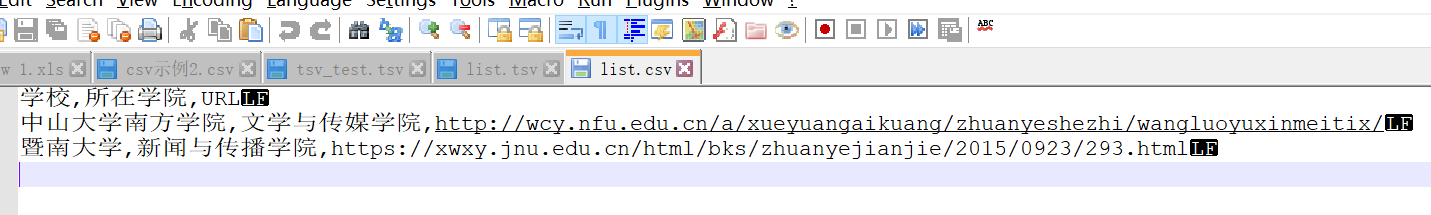 Edit Search View Encoding Language Settings Tools Macro Run Plugins Window ?
ABC
w 1.xls csv示例2.csv tsv_test.tsv list.tsv list.csv
学校,所在学院,URLLF
中山大学南方学院,文学与传媒学院,http://wcy.nfu.edu.cn/a/xueyuangaikuang/zhuanyeshezhi/wangluoyuxinmeitix/LF
暨南大学,新闻与传播学院,https://xwxy.jnu.edu.cn/html/bks/zhuanyejianjie/2015/0923/293.htmlLF